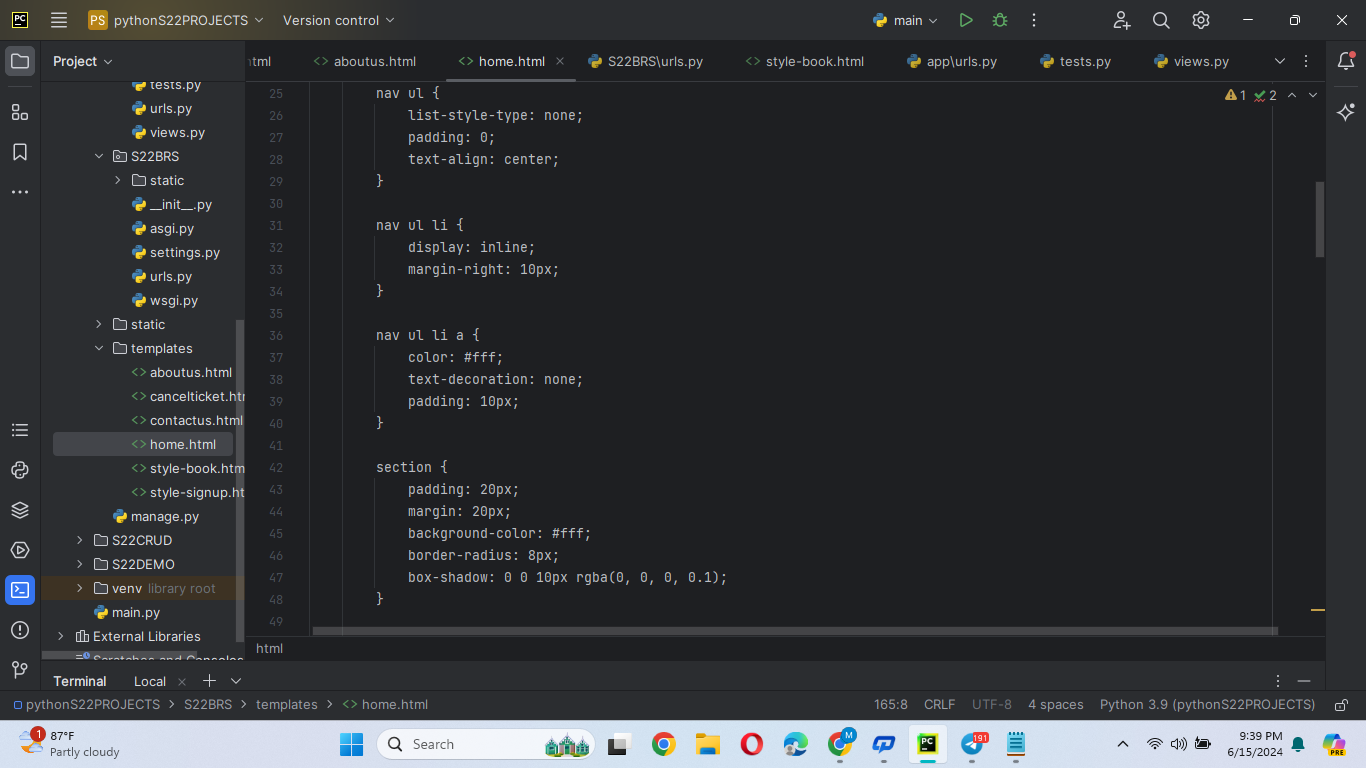 PC PS pythonS22PROJECTS Version control main
Project
html aboutus.html home.html S22BRS\urls.py style-book.html app\urls.py tests.py views.py
tests.py
urls.py
views.py
S22BRS
static
__init__.py
asgi.py
settings.py
urls.py
wsgi.py
static
templates
aboutus.html
cancelticket.htm
contactus.html
home.html
style-book.htm
style-signup.ht
manage.py
S22CRUD
S22DEMO
venv library root
main.py
External Libraries
Scratches and Consoles
1 2
25 nav ul {
26 list-style-type: none;
27 padding: 0;
28 text-align: center;
29 }
30
31 nav ul li {
32 display: inline;
33 margin-right: 10px;
34 }
35
36 nav ul li a {
37 color: #fff;
38 text-decoration: none;
39 padding: 10px;
40 }
41
42 section {
43 padding: 20px;
44 margin: 20px;
45 background-color: #fff;
46 border-radius: 8px;
47 box-shadow: 0 0 10px rgba(0, 0, 0, 0.1);
48 }
49
html
Terminal Local
pythonS22PROJECTS > S22BRS > templates > home.html 165:8 CRLF UTF-8 4 spaces Python 3.9 (pythonS22PROJECTS)
1 87°F
Partly cloudy
Search
M
PC
191
9:39 PM
6/15/2024
PRE